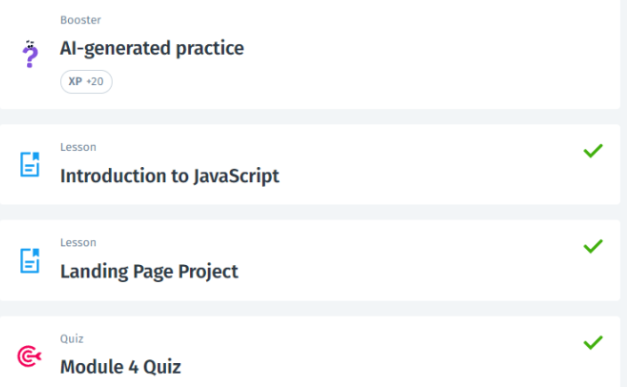 Booster
AI-generated practice
XP +20
Lesson
Introduction to JavaScript
Lesson
Landing Page Project
Quiz
Module 4 Quiz